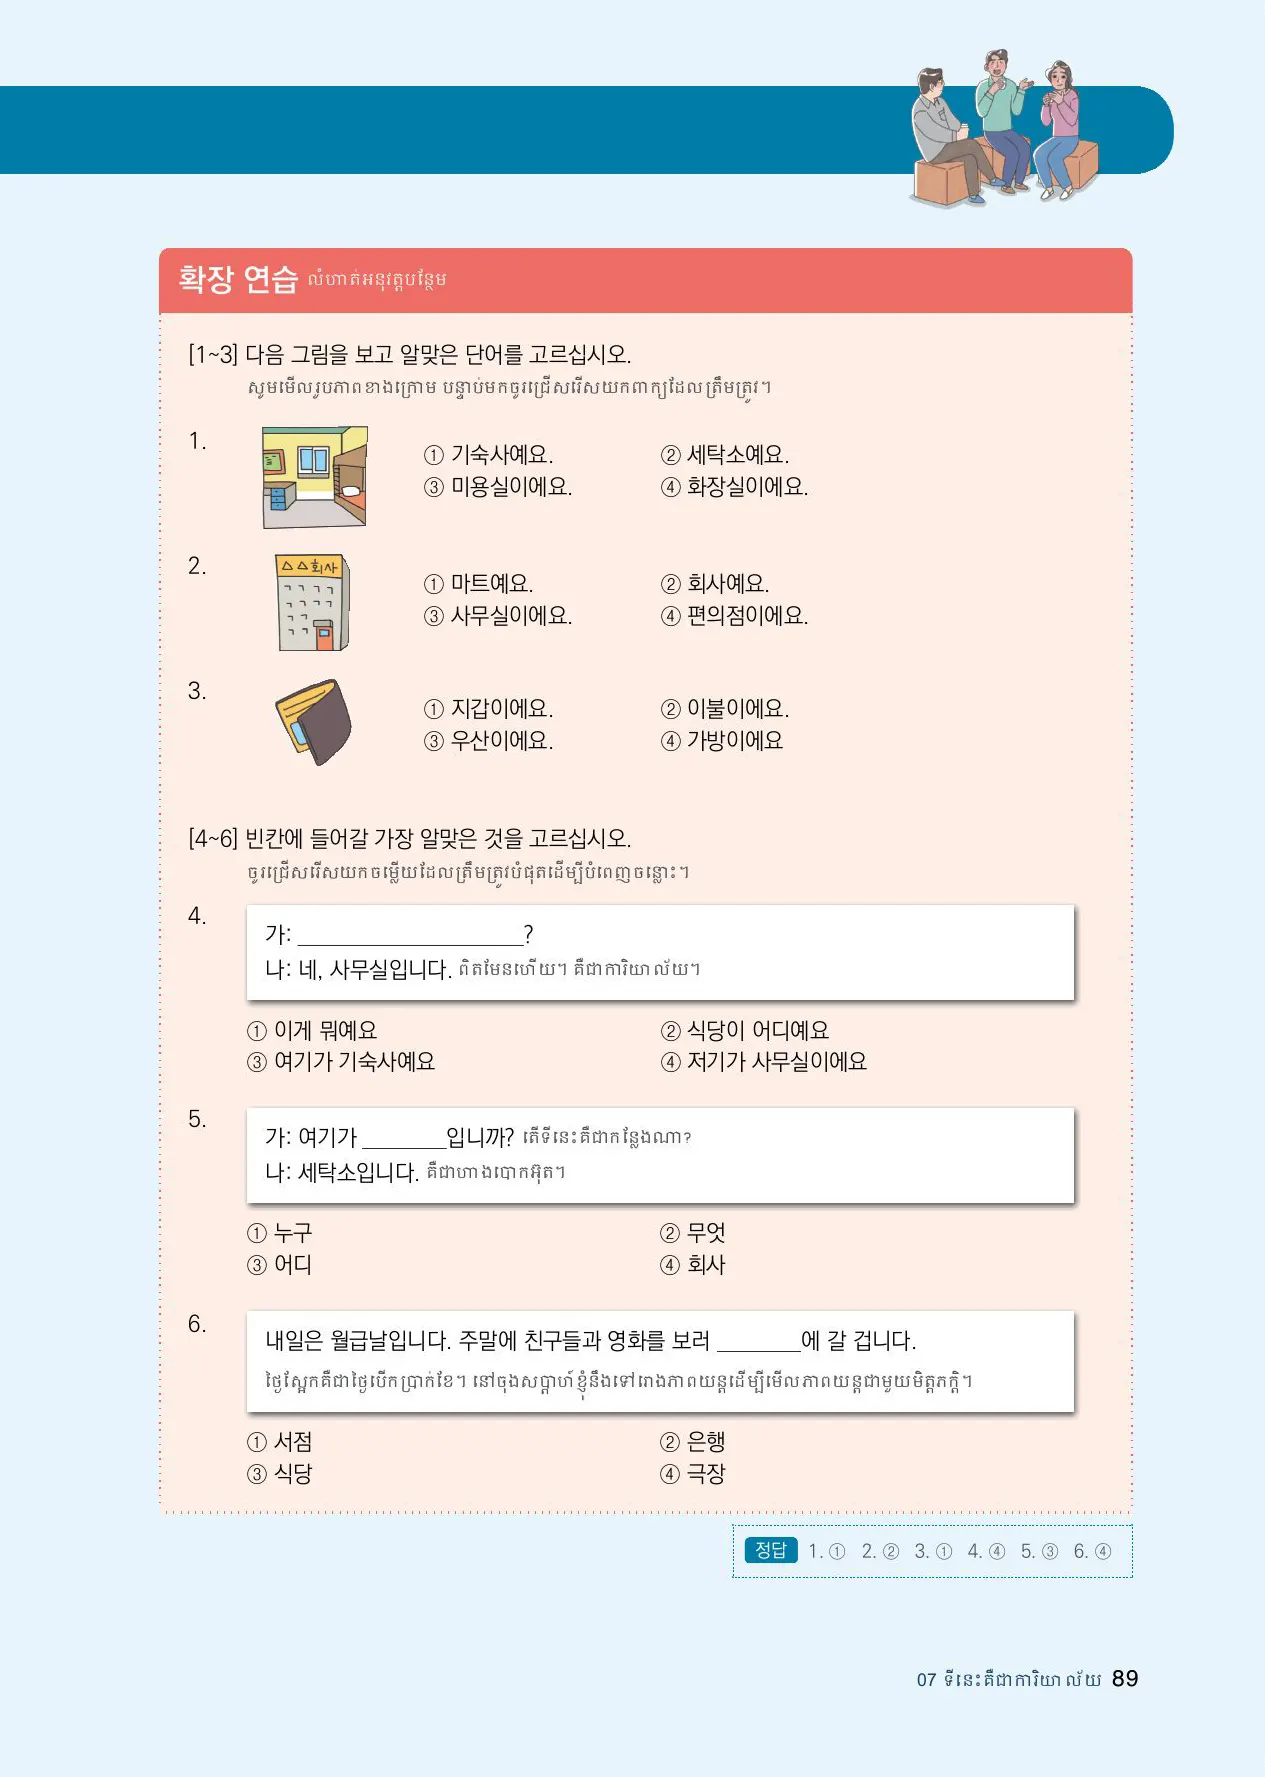 확장 연습 លំហាត់អនុវត្តបន្ថែម
[1~3] 다음 그림을 보고 알맞은 단어를 고르십시오.
សូមមើលរូបភាពខាងក្រោម បន្ទាប់មកចូរជ្រើសរើសយកពាក្យដែលត្រឹមត្រូវ។
1.
① 기숙사예요. ② 세탁소예요.
③ 미용실이에요. ④ 화장실이에요.
2.
△△회사
① 마트예요. ② 회사예요.
③ 사무실이에요. ④ 편의점이에요.
3.
① 지갑이에요. ② 이불이에요.
③ 우산이에요. ④ 가방이에요
[4~6] 빈칸에 들어갈 가장 알맞은 것을 고르십시오.
ចូរជ្រើសរើសយកចម្លើយដែលត្រឹមត្រូវបំផុតដើម្បីបំពេញចន្លោះ។
4.
가: ____________________?
나: 네, 사무실입니다. ពិតមែនហើយ។ គឺជាការិយាល័យ។
① 이게 뭐예요 ② 식당이 어디예요
③ 여기가 기숙사예요 ④ 저기가 사무실이에요
5.
가: 여기가 ________입니까? តើទីនេះគឺជាកន្លែងណា?
나: 세탁소입니다. គឺជាហាងបោកអ៊ុត។
① 누구 ② 무엇
③ 어디 ④ 회사
6.
내일은 월급날입니다. 주말에 친구들과 영화를 보러 ________에 갈 겁니다.
ថ្ងៃស្អែកគឺជាថ្ងៃបើកប្រាក់ខែ។ នៅចុងសប្ដាហ៍ខ្ញុំនឹងទៅរោងភាពយន្តដើម្បីមើលភាពយន្តជាមួយមិត្តភក្តិ។
① 서점 ② 은행
③ 식당 ④ 극장
정답 1. ① 2. ② 3. ① 4. ④ 5. ③ 6. ④
07 ទីនេះគឺជាការិយាល័យ 89